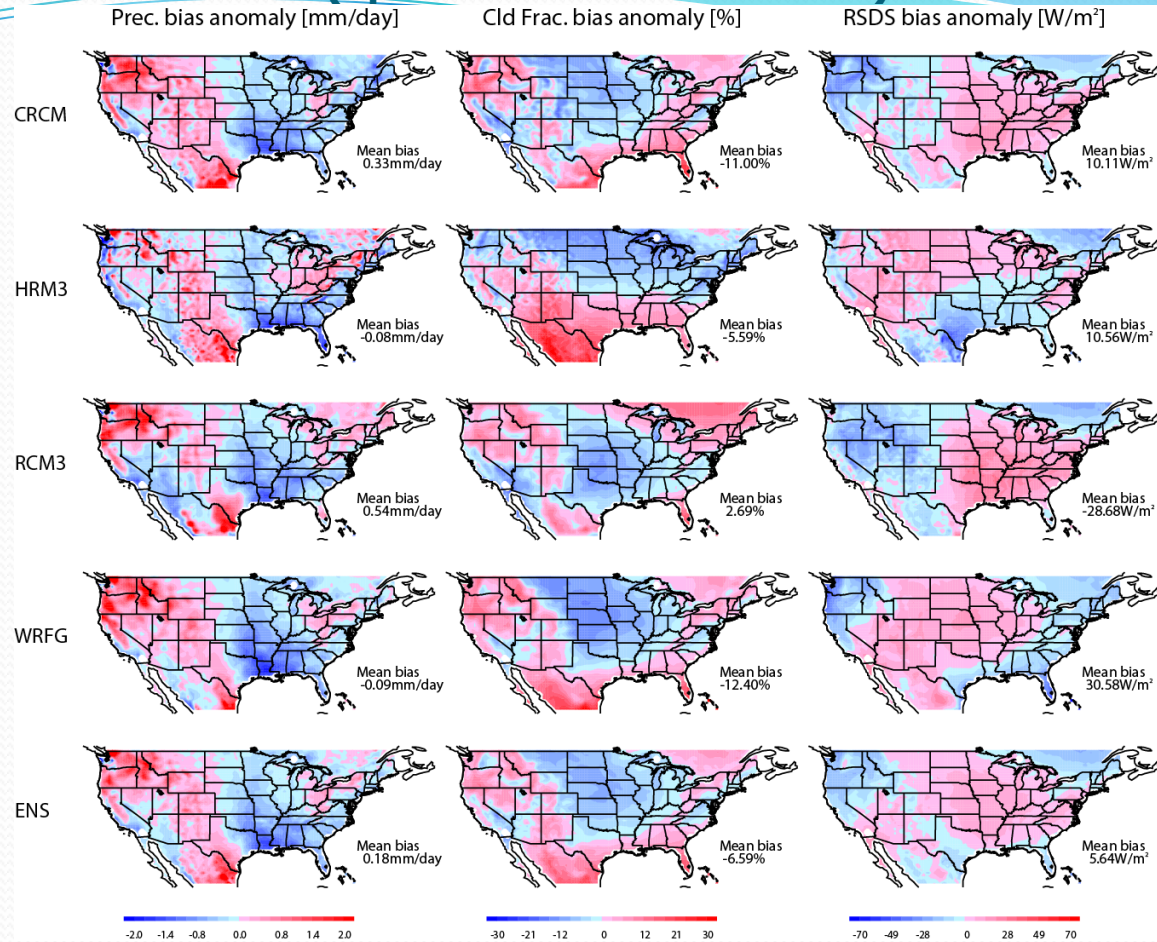 Prec. bias anomaly [mm/day]
Cld Frac. bias anomaly [%]
RSDS bias anomaly [W/m²]
CRCM
Mean bias
0.33mm/day
Mean bias
-11.00%
Mean bias
10.11W/m²
HRM3
Mean bias
-0.08mm/day
Mean bias
-5.59%
Mean bias
10.56W/m²
RCM3
Mean bias
0.54mm/day
Mean bias
2.69%
Mean bias
-28.68W/m²
WRFG
Mean bias
-0.09mm/day
Mean bias
-12.40%
Mean bias
30.58W/m²
ENS
Mean bias
0.18mm/day
Mean bias
-6.59%
Mean bias
5.64W/m²
-2.0 -1.4 -0.8 0.0 0.8 1.4 2.0
-30 -21 -12 0 12 21 30
-70 -49 -28 0 28 49 70